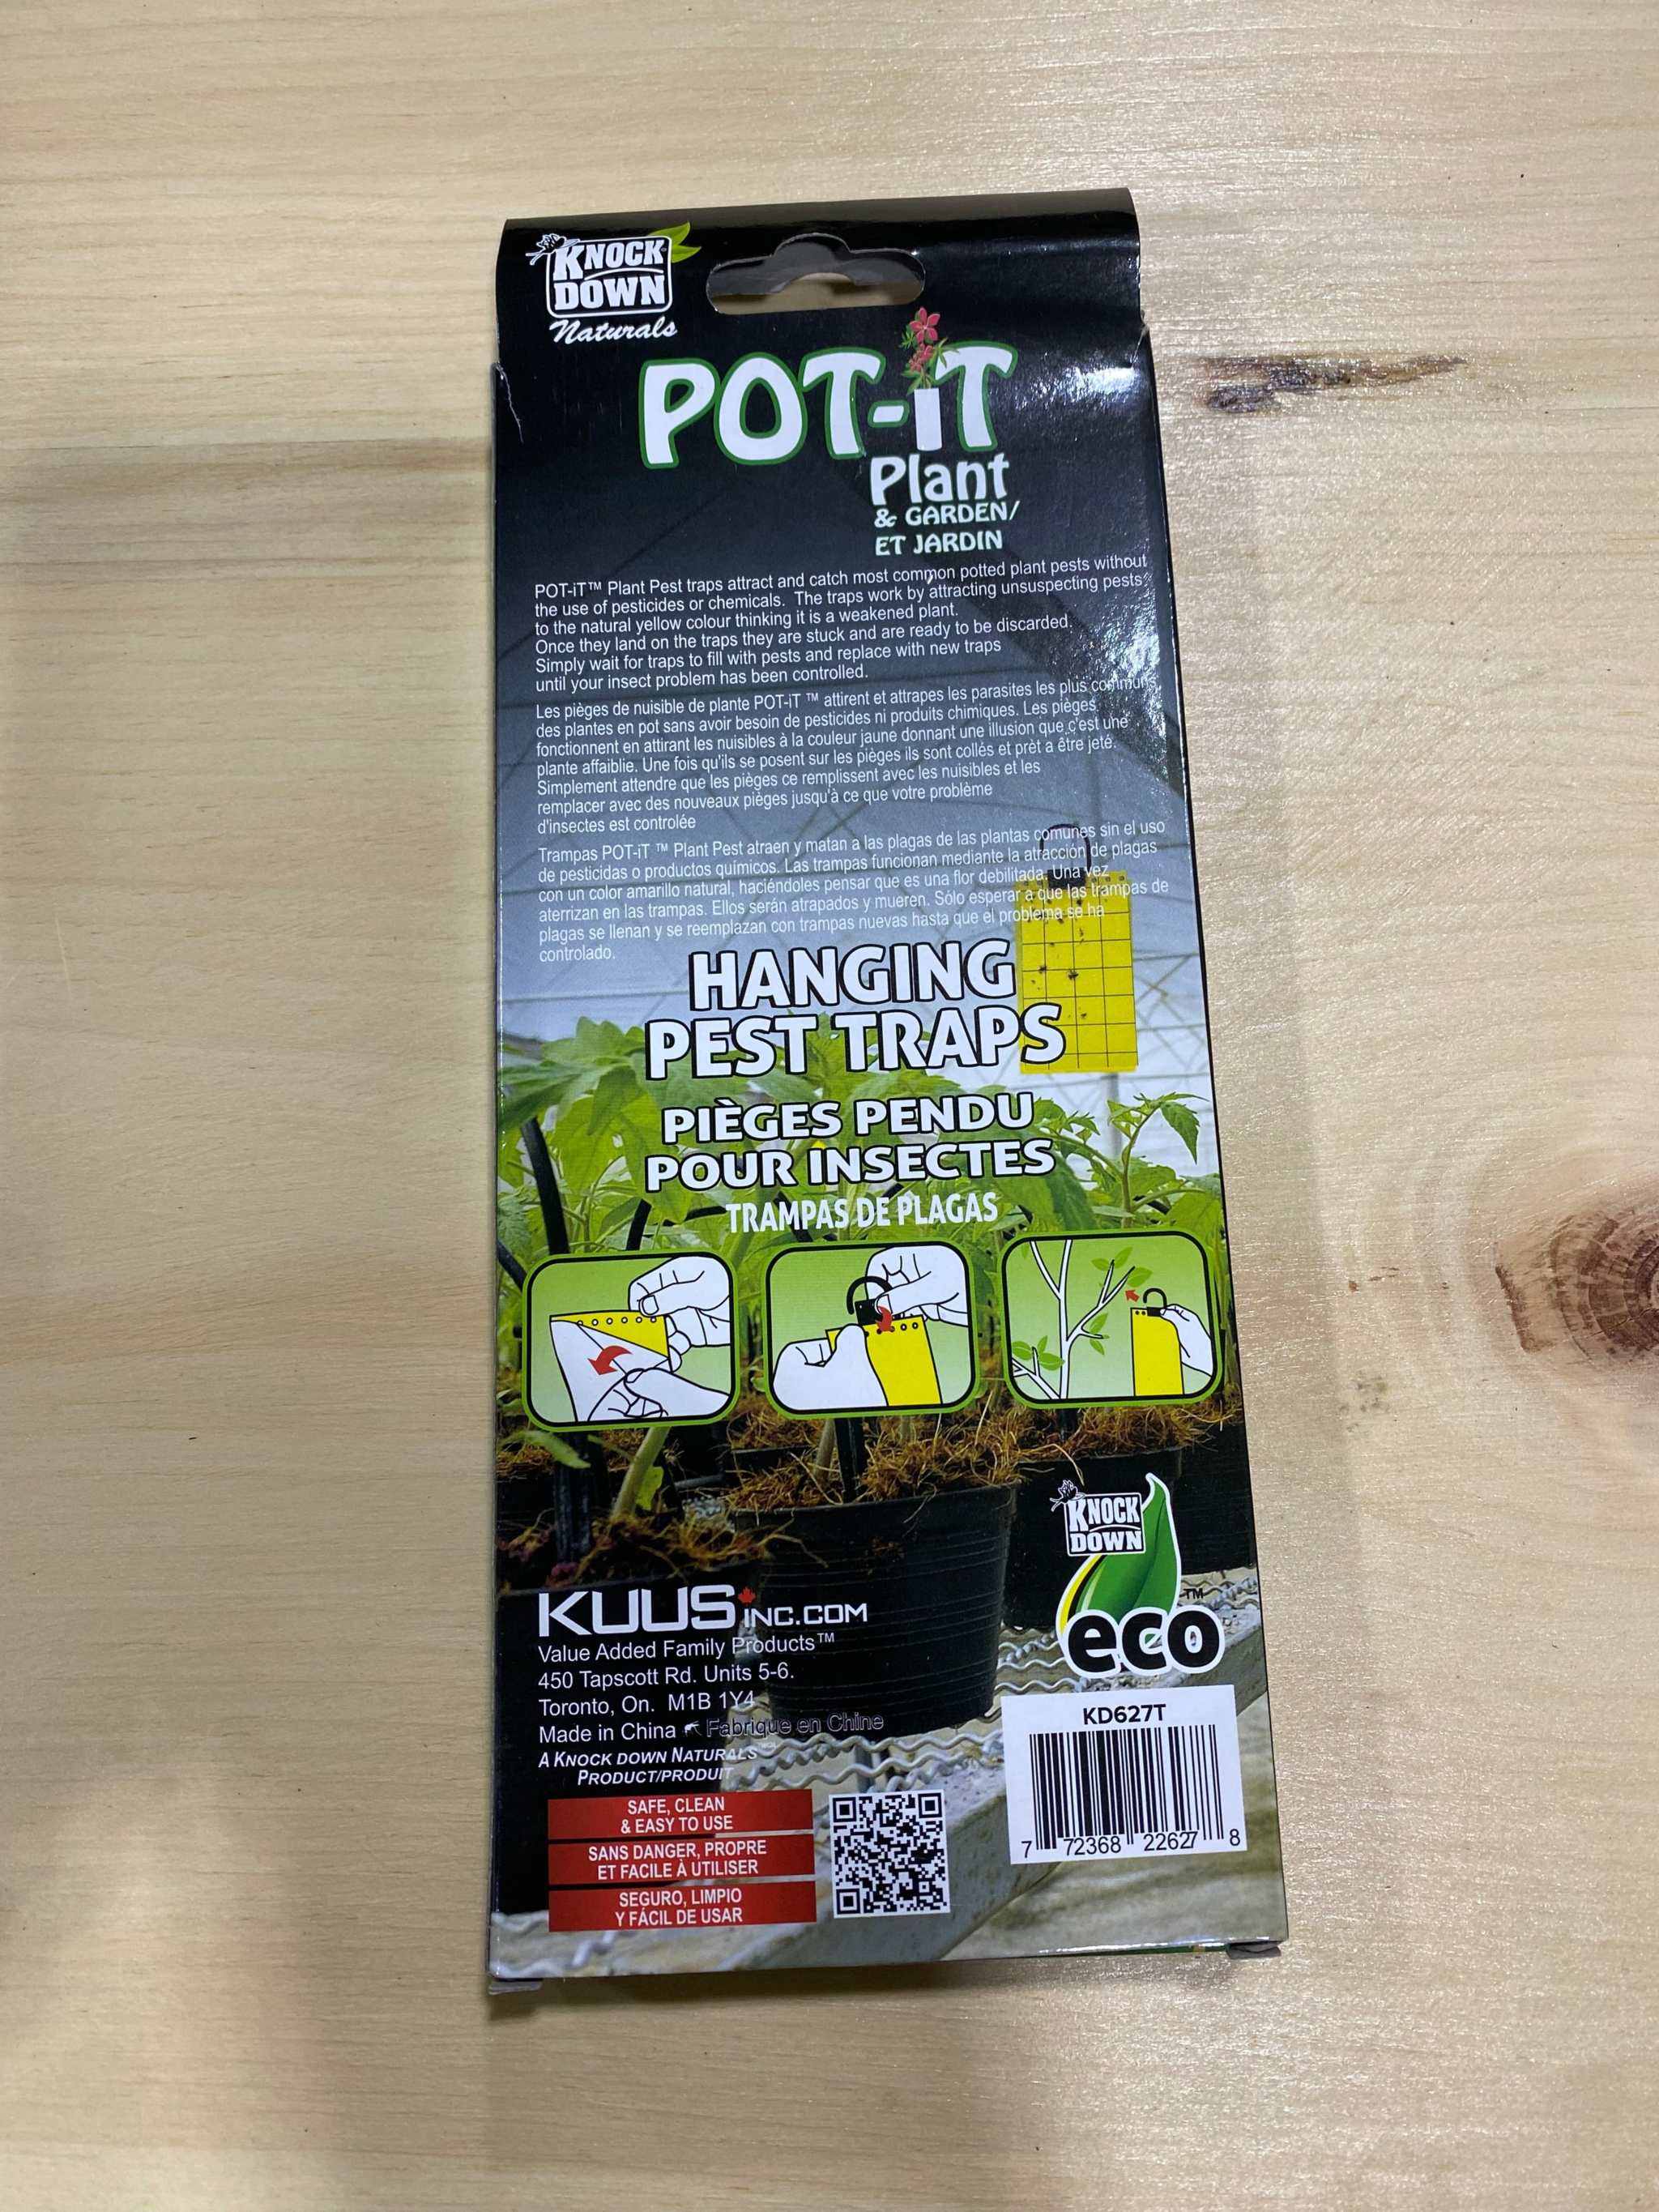 KNOCK
DOWN
Naturals
POT-iT
Plant
& GARDEN/
ET JARDIN
POT-iT™ Plant Pest traps attract and catch most common potted plant pests without
the use of pesticides or chemicals. The traps work by attracting unsuspecting pests
to the natural yellow colour thinking it is a weakened plant.
Once they land on the traps they are stuck and are ready to be discarded.
Simply wait for traps to fill with pests and replace with new traps
until your insect problem has been controlled.
Les pièges de nuisible de plante POT-iT ™ attirent et attrapes les parasites les plus communs
des plantes en pot sans avoir besoin de pesticides ni produits chimiques. Les pièges
fonctionnent en attirant les nuisibles à la couleur jaune donnant une illusion que c'est une
plante affaiblie. Une fois qu'ils se posent sur les pièges ils sont collés et prèt a être jeté.
Simplement attendre que les pièges ce remplissent avec les nuisibles et les
remplacer avec des nouveaux pièges jusqu'à ce que votre problème
d'insectes est controlée
Trampas POT-iT ™ Plant Pest atraen y matan a las plagas de las plantas comunes sin el uso
de pesticidas o productos químicos. Las trampas funcionan mediante la atracción de plagas
con un color amarillo natural, haciéndoles pensar que es una flor debilitada. Una vez
aterrizan en las trampas. Ellos serán atrapados y mueren. Sólo esperar a que las trampas de
plagas se llenan y se reemplazan con trampas nuevas hasta que el problema se ha
controlado.
HANGING
PEST TRAPS
PIÈGES PENDU
POUR INSECTES
TRAMPAS DE PLAGAS
KNOCK
DOWN
eco™
KUUS INC.COM
Value Added Family Products™
450 Tapscott Rd. Units 5-6.
Toronto, On. M1B 1Y4
Made in China Fabrique en Chine
A KNOCK DOWN NATURALS
PRODUCT/PRODUIT
SAFE, CLEAN
& EASY TO USE
SANS DANGER, PROPRE
ET FACILE À UTILISER
SEGURO, LIMPIO
Y FÁCIL DE USAR
KD627T
7 72368 22627 8